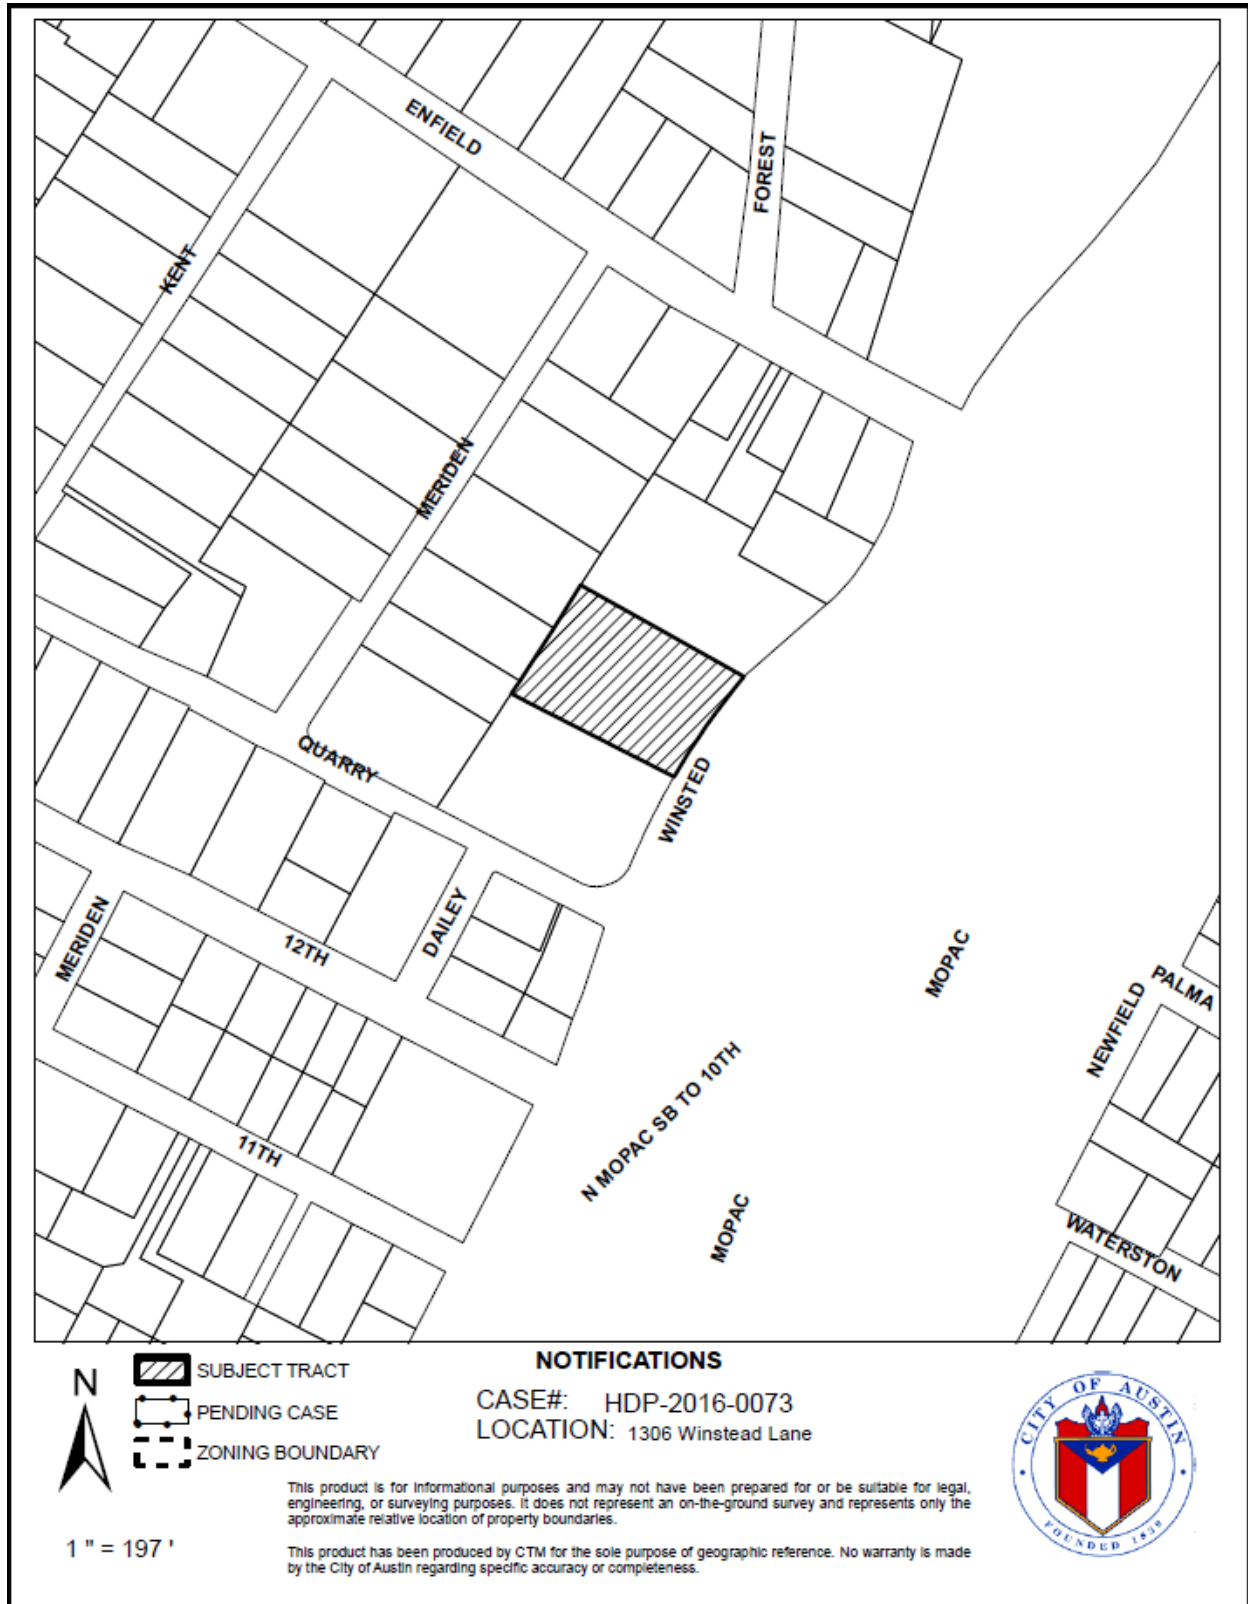 ENFIELD
FOREST
KENT
MERIDEN
QUARRY
WINSTED
MERIDEN
12TH
DAILEY
MOPAC
PALMA
NEWFIELD
N MOPAC SB TO 10TH
11TH
MOPAC
WATERSTON
N
1 " = 197 '
SUBJECT TRACT
PENDING CASE
ZONING BOUNDARY
NOTIFICATIONS
CASE#: HDP-2016-0073
LOCATION: 1306 Winstead Lane
This product is for informational purposes and may not have been prepared for or be suitable for legal,
engineering, or surveying purposes. It does not represent an on-the-ground survey and represents only the
approximate relative location of property boundaries.
This product has been produced by CTM for the sole purpose of geographic reference. No warranty is made
by the City of Austin regarding specific accuracy or completeness.
CITY OF AUSTIN
FOUNDED 1839